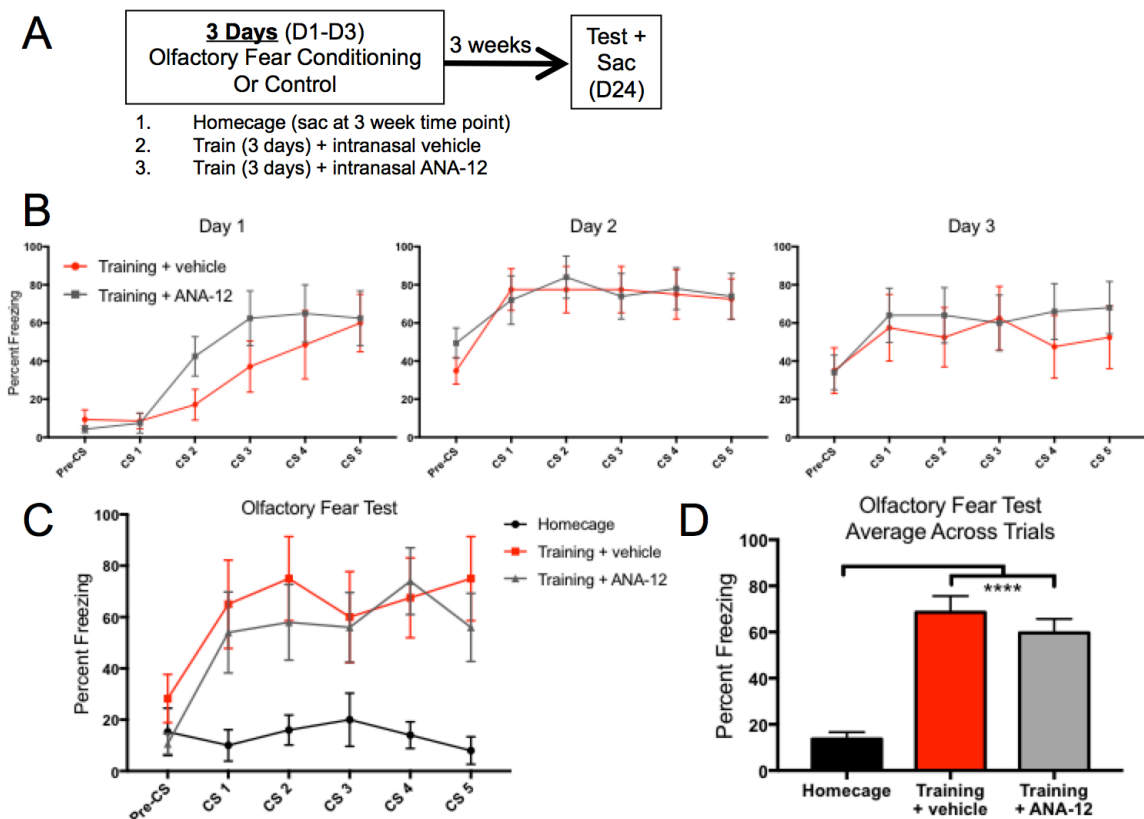 A
3 Days (D1-D3)
Olfactory Fear Conditioning
Or Control
3 weeks
Test +
Sac
(D24)
1. Homecage (sac at 3 week time point)
2. Train (3 days) + intranasal vehicle
3. Train (3 days) + intranasal ANA-12
B
Day 1
Percent Freezing
100
80
60
40
20
0
Training + vehicle
Training + ANA-12
Pre-CS
CS 1
CS 2
CS 3
CS 4
CS 5
Day 2
100
80
60
40
20
0
Pre-CS
CS 1
CS 2
CS 3
CS 4
CS 5
Day 3
100
80
60
40
20
0
Pre-CS
CS 1
CS 2
CS 3
CS 4
CS 5
C
Olfactory Fear Test
Percent Freezing
100
80
60
40
20
0
Pre-CS
CS 1
CS 2
CS 3
CS 4
CS 5
Homecage
Training + vehicle
Training + ANA-12
D
Olfactory Fear Test
Average Across Trials
Percent Freezing
100
80
60
40
20
0
****
Homecage
Training
+ vehicle
Training
+ ANA-12